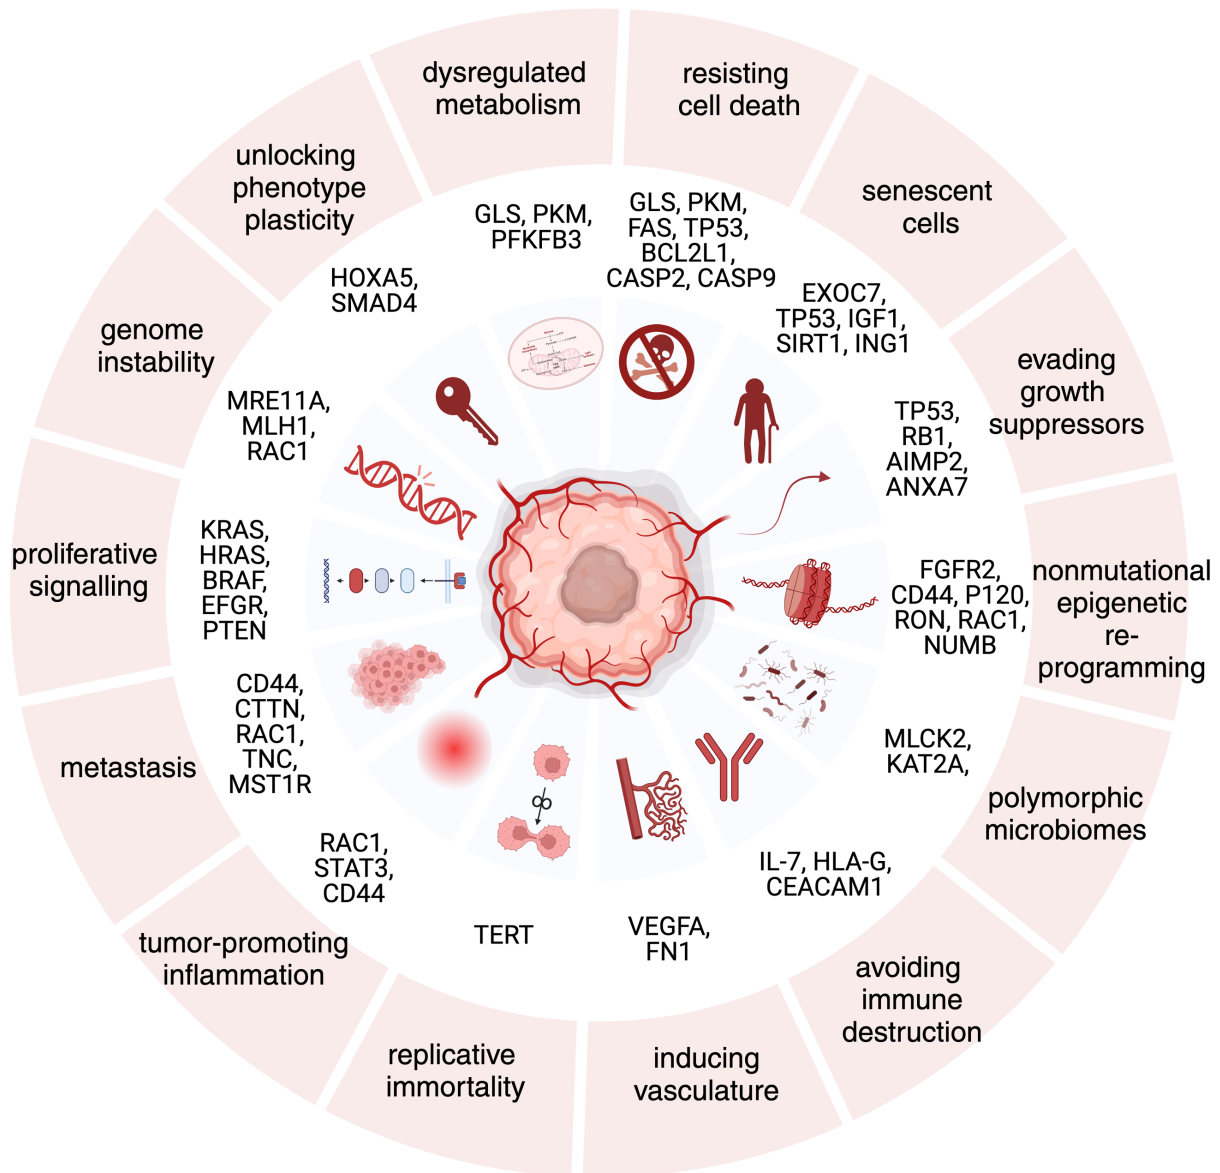 dysregulated
metabolism
resisting
cell death
senescent
cells
evading
growth
suppressors
nonmutational
epigenetic
re-
programming
polymorphic
microbiomes
avoiding
immune
destruction
inducing
vasculature
replicative
immortality
tumor-promoting
inflammation
metastasis
proliferative
signalling
genome
instability
unlocking
phenotype
plasticity
GLS, PKM,
PFKFB3
GLS, PKM,
FAS, TP53,
BCL2L1,
CASP2, CASP9
EXOC7,
TP53, IGF1,
SIRT1, ING1
TP53,
RB1,
AIMP2,
ANXA7
FGFR2,
CD44, P120,
RON, RAC1,
NUMB
MLCK2,
KAT2A,
IL-7, HLA-G,
CEACAM1
VEGFA,
FN1
TERT
RAC1,
STAT3,
CD44
CD44,
CTTN,
RAC1,
TNC,
MST1R
KRAS,
HRAS,
BRAF,
EFGR,
PTEN
MRE11A,
MLH1,
RAC1
HOXA5,
SMAD4
∞